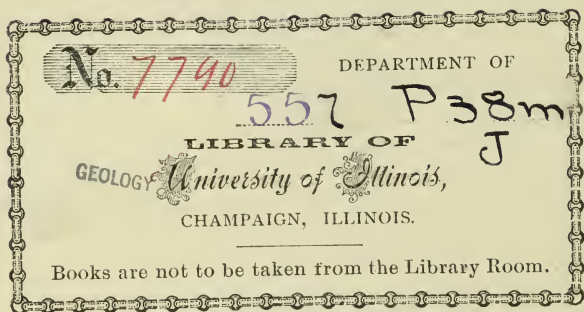 No. 7790
DEPARTMENT OF
557 P38m
J
LIBRARY OF
GEOLOGY
University of Illinois,
CHAMPAIGN, ILLINOIS.
Books are not to be taken from the Library Room.